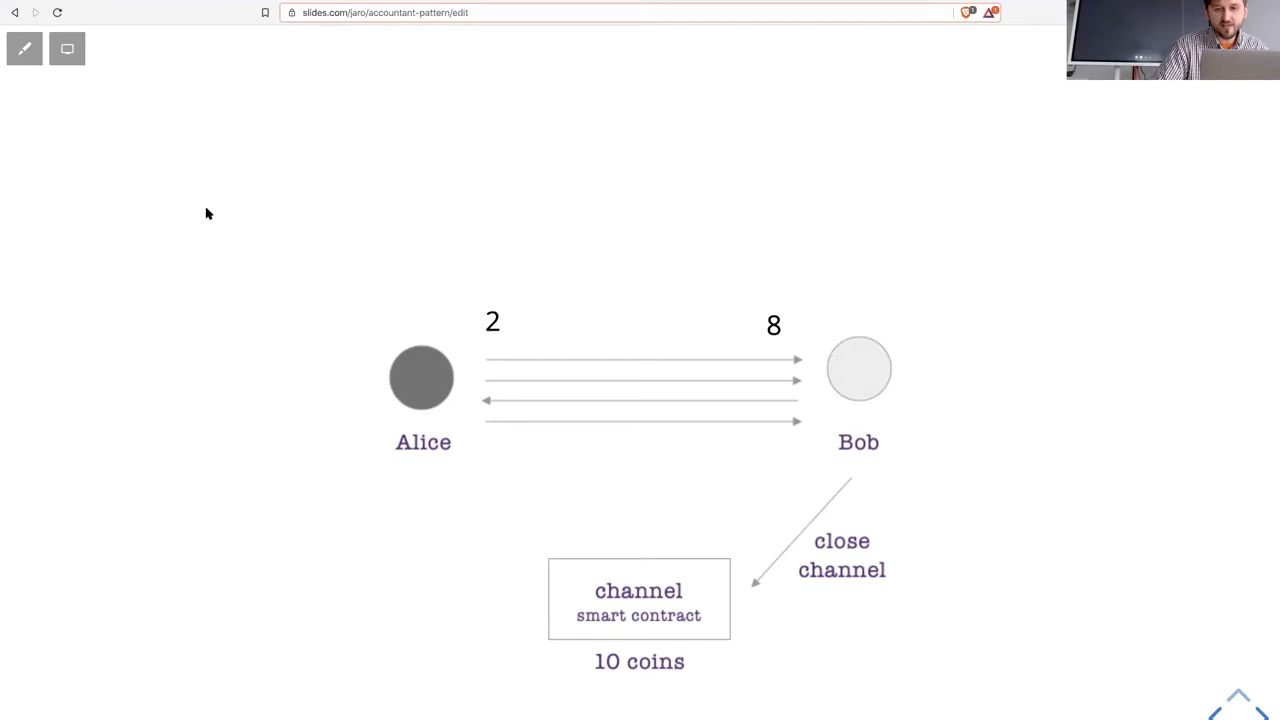 slides.com/jaro/accountant-pattern/edit
2
8
Alice
Bob
close
channel
channel
smart contract
10 coins